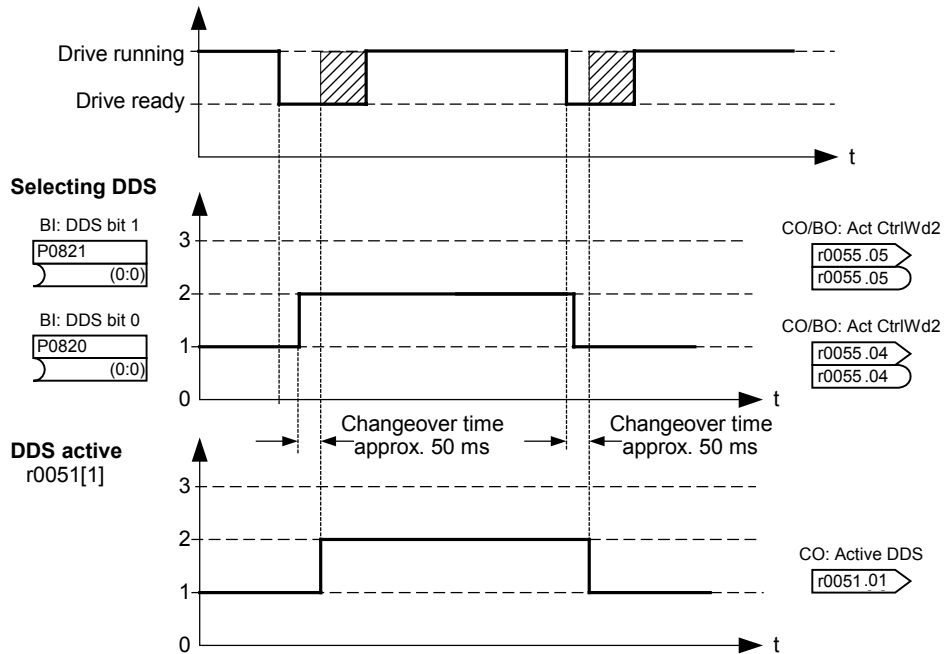 Drive running
Drive ready
t
Selecting DDS
BI: DDS bit 1
P0821
(0:0)
BI: DDS bit 0
P0820
(0:0)
3
2
1
0
t
CO/BO: Act CtrlWd2
r0055.05
r0055.05
CO/BO: Act CtrlWd2
r0055.04
r0055.04
Changeover time
approx. 50 ms
Changeover time
approx. 50 ms
DDS active
r0051[1]
3
2
1
0
t
CO: Active DDS
r0051.01